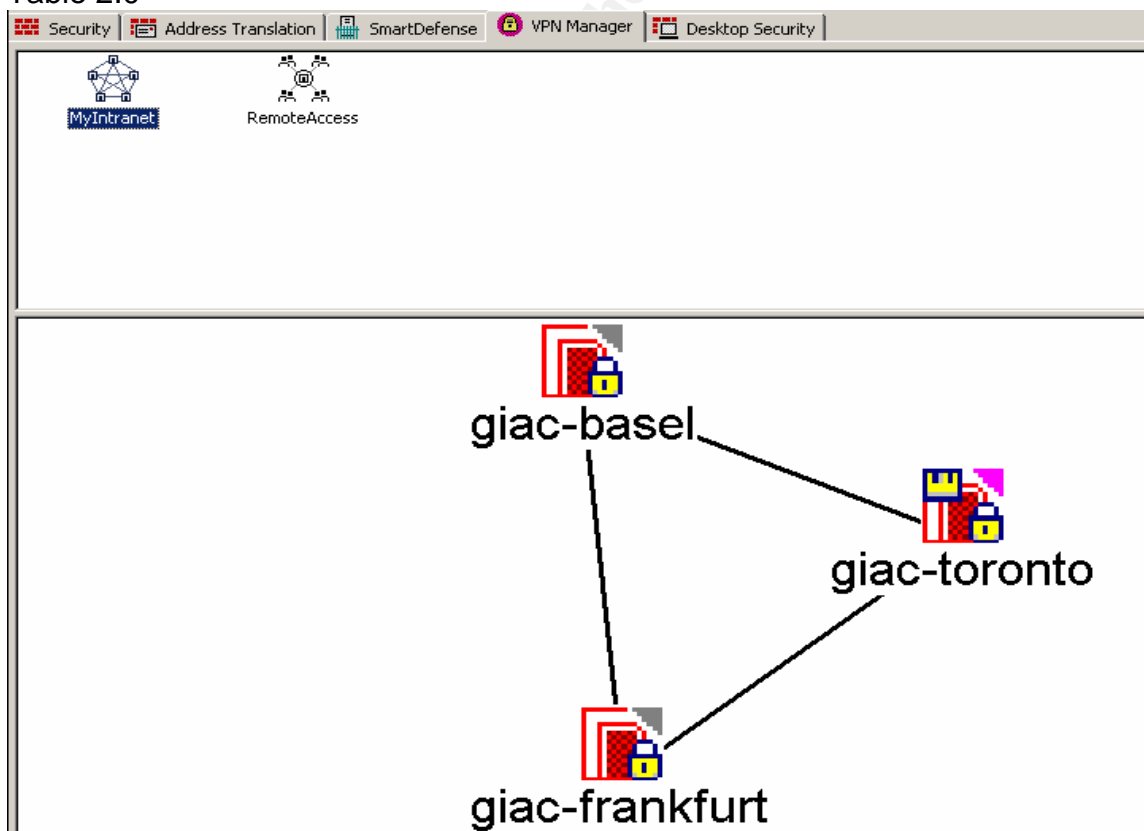 Security Address Translation SmartDefense VPN Manager Desktop Security
MyIntranet RemoteAccess
giac-basel
giac-toronto
giac-frankfurt